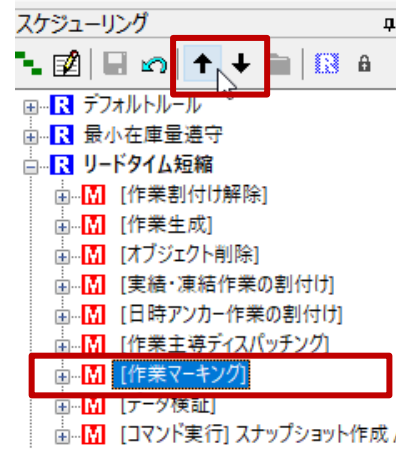 スケジューリング
R デフォルトルール
R 最小在庫量遵守
R リードタイム短縮
M [作業割付け解除]
M [作業生成]
M [オブジェクト削除]
M [実績・凍結作業の割付け]
M [日時アンカー作業の割付け]
M [作業主導ディスパッチング]
M [作業マーキング]
M [データ検証]
M [コマンド実行] スナップショット作成 /